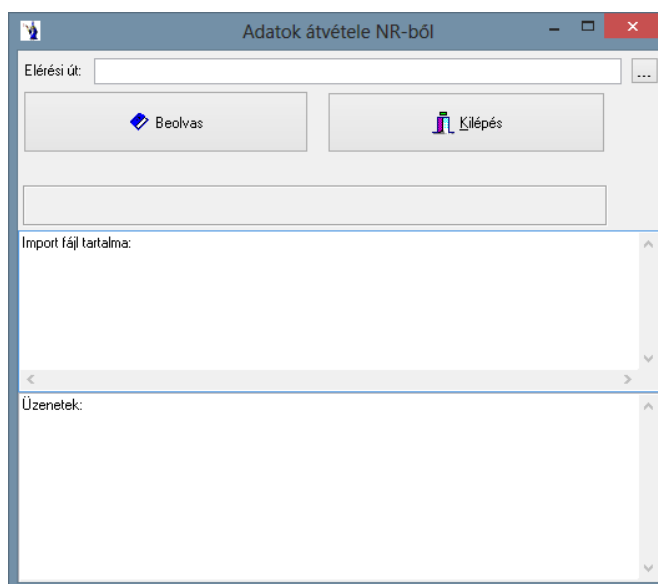 Adatok átvétele NR-ből
Elérési út:
...
Beolvas
Kilépés
Import fájl tartalma:
Üzenetek: